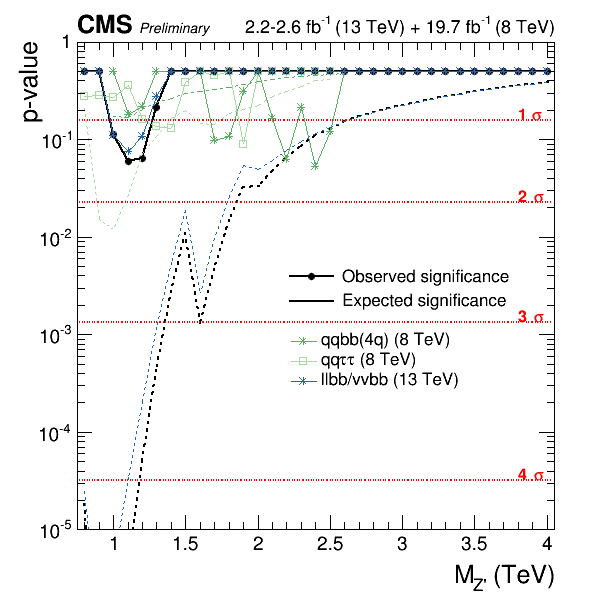 CMS Preliminary 2.2-2.6 fb⁻¹ (13 TeV) + 19.7 fb⁻¹ (8 TeV)
p-value
1
10⁻¹
10⁻²
10⁻³
10⁻⁴
10⁻⁵
1 σ
2 σ
3 σ
4 σ
Observed significance
Expected significance
qqbb(4q) (8 TeV)
qqττ (8 TeV)
llbb/vvbb (13 TeV)
1 1.5 2 2.5 3 3.5 4
M_Z' (TeV)